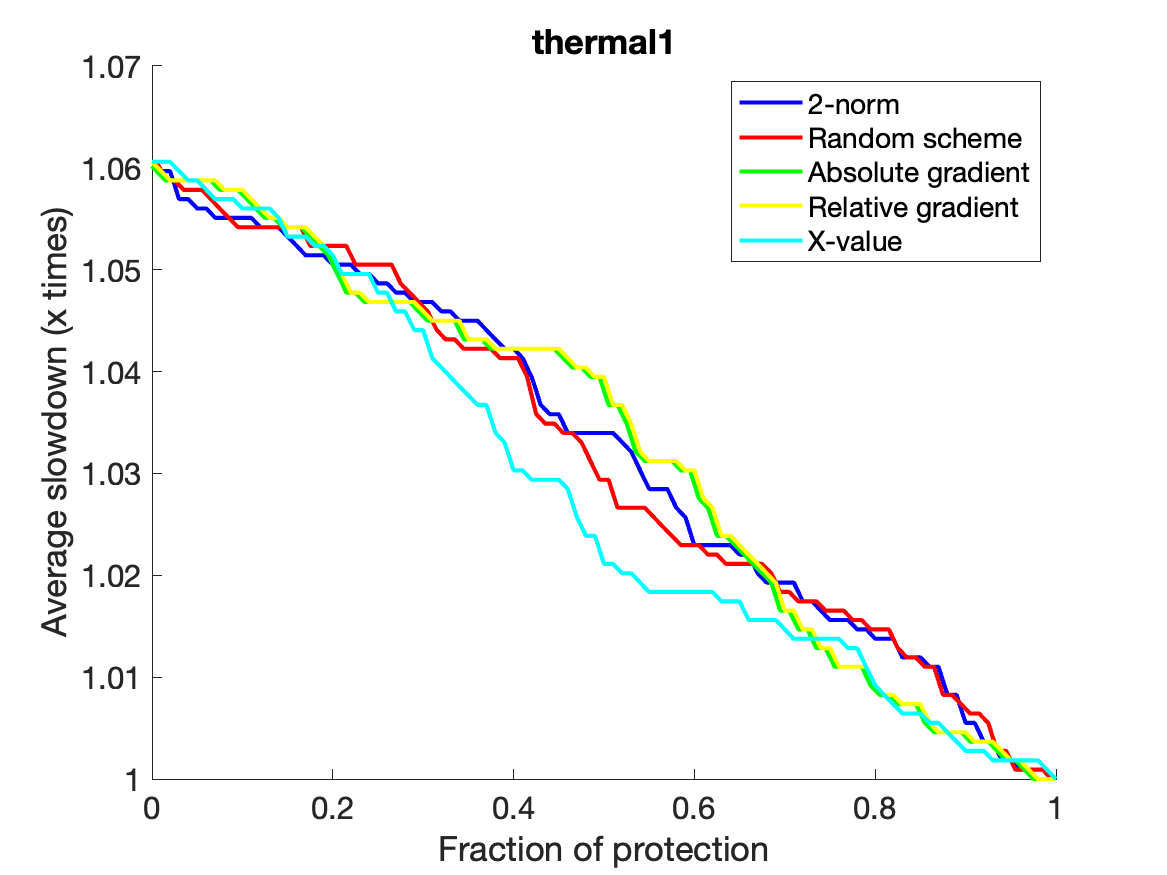 thermal1
1.07
1.06
1.05
1.04
1.03
1.02
1.01
1
Average slowdown (x times)
2-norm
Random scheme
Absolute gradient
Relative gradient
X-value
0 0.2 0.4 0.6 0.8 1
Fraction of protection